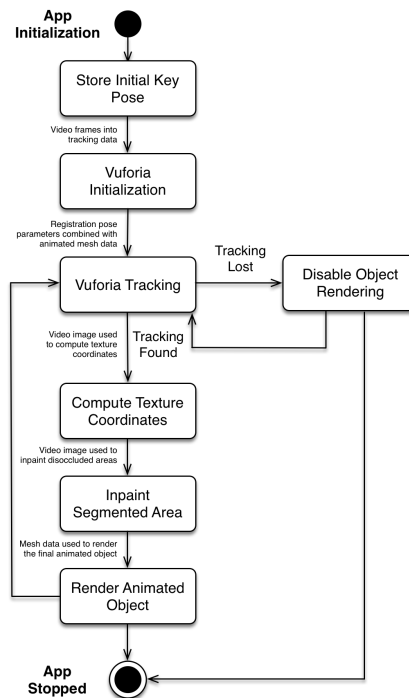 App
Initialization
Store Initial Key
Pose
Video frames into
tracking data
Vuforia
Initialization
Registration pose
parameters combined with
animated mesh data
Tracking
Lost
Vuforia Tracking
Disable Object
Rendering
Video image used
to compute texture
coordinates
Tracking
Found
Compute Texture
Coordinates
Video image used to
inpaint disoccluded areas
Inpaint
Segmented Area
Mesh data used to render
the final animated object
Render Animated
Object
App
Stopped